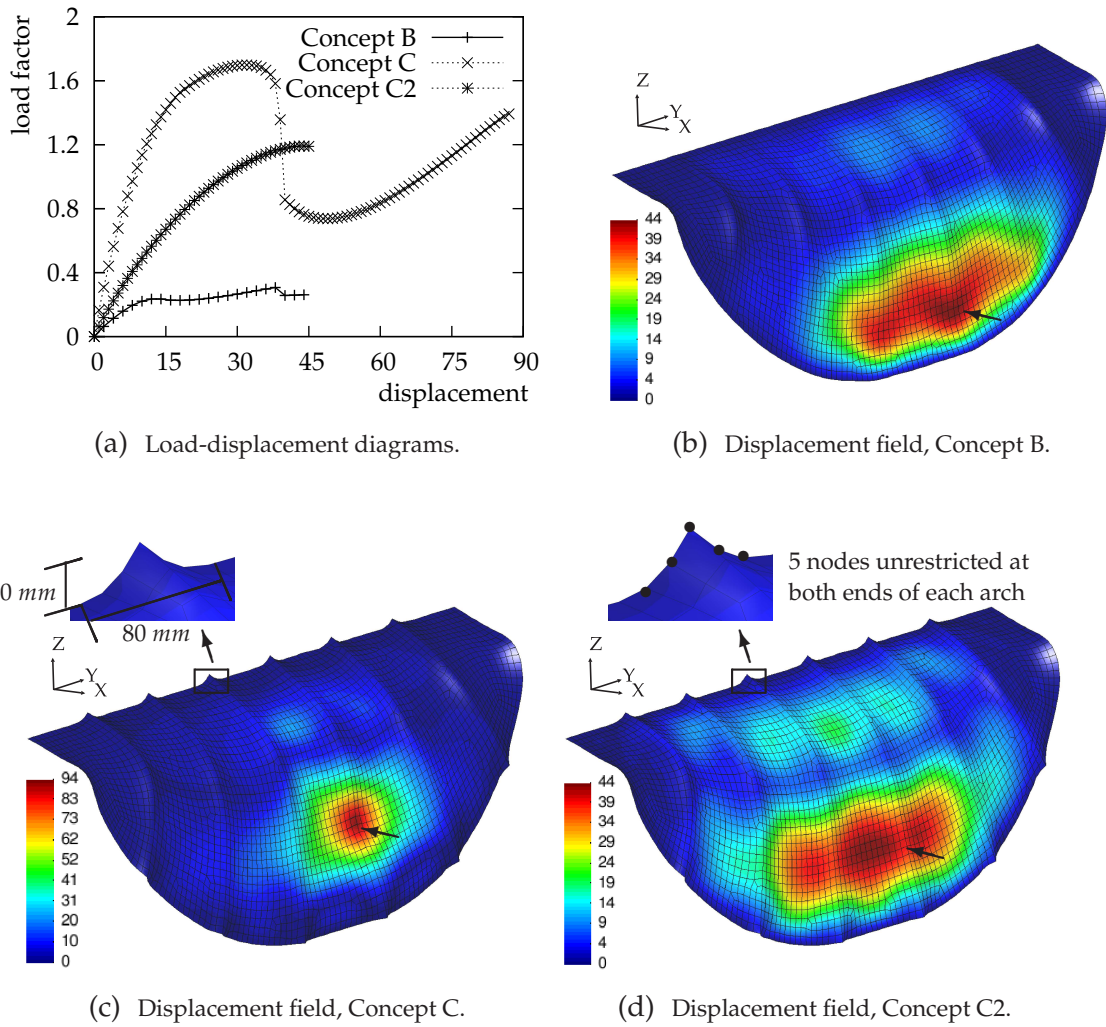 load factor
2
1.6
1.2
0.8
0.4
0
0 15 30 45 60 75 90
displacement
Concept B
Concept C
Concept C2
(a) Load-displacement diagrams.
Z
Y
X
44
39
34
29
24
19
14
9
4
0
(b) Displacement field, Concept B.
0 mm
80 mm
Z
Y
X
94
83
73
62
52
41
31
20
10
0
(c) Displacement field, Concept C.
5 nodes unrestricted at
both ends of each arch
Z
Y
X
44
39
34
29
24
19
14
9
4
0
(d) Displacement field, Concept C2.